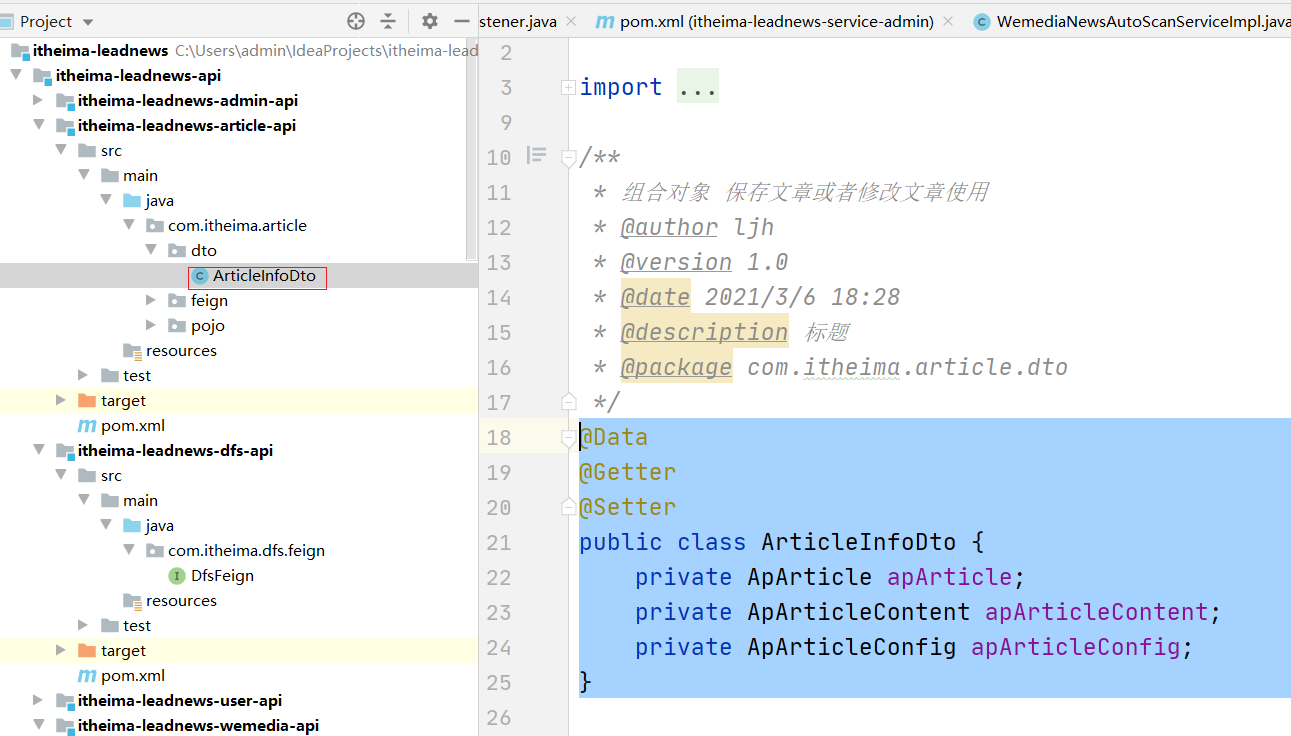 Project
stener.java
pom.xml (itheima-leadnews-service-admin)
WemediaNewsAutoScanServiceImpl.java
itheima-leadnews C:\Users\admin\IdeaProjects\itheima-lead
itheima-leadnews-api
itheima-leadnews-admin-api
itheima-leadnews-article-api
src
main
java
com.itheima.article
dto
ArticleInfoDto
feign
pojo
resources
test
target
pom.xml
itheima-leadnews-dfs-api
src
main
java
com.itheima.dfs.feign
DfsFeign
resources
test
target
pom.xml
itheima-leadnews-user-api
itheima-leadnews-wemedia-api
2
3 import ...
9
10 /**
11 * 组合对象 保存文章或者修改文章使用
12 * @author ljh
13 * @version 1.0
14 * @date 2021/3/6 18:28
15 * @description 标题
16 * @package com.itheima.article.dto
17 */
18 @Data
19 @Getter
20 @Setter
21 public class ArticleInfoDto {
22 private ApArticle apArticle;
23 private ApArticleContent apArticleContent;
24 private ApArticleConfig apArticleConfig;
25 }
26